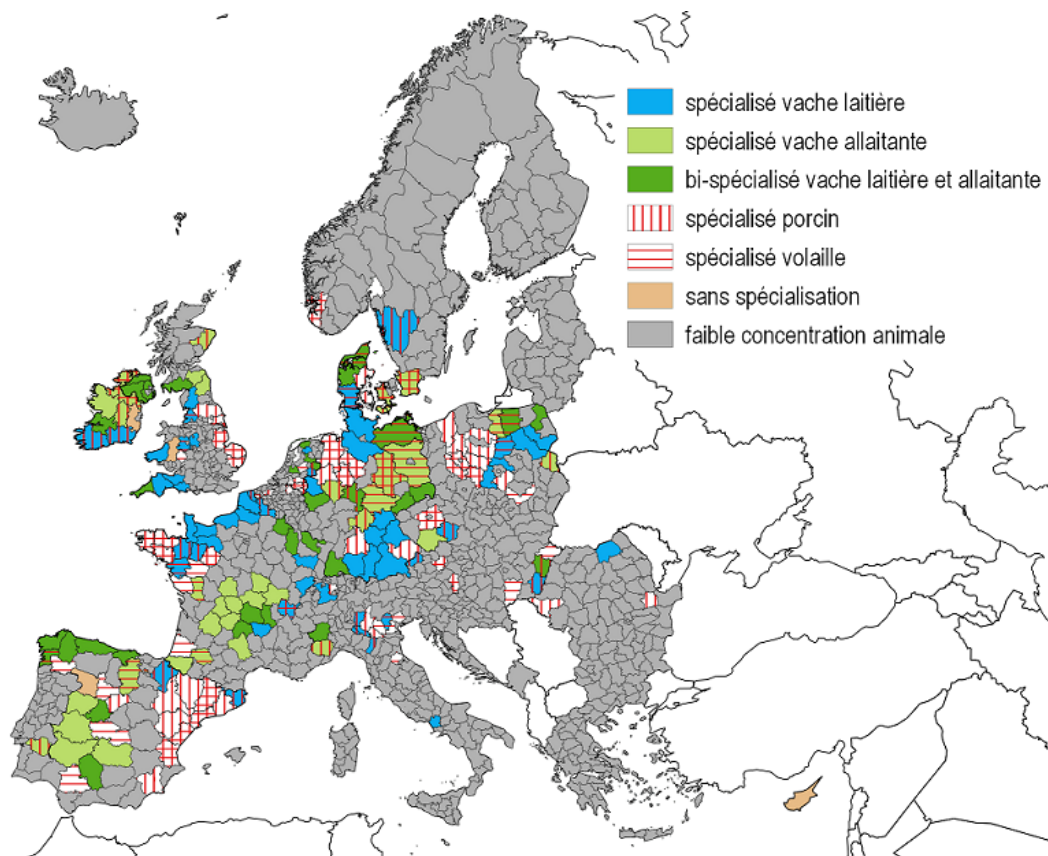 spécialisé vache laitière
spécialisé vache allaitante
bi-spécialisé vache laitière et allaitante
spécialisé porcin
spécialisé volaille
sans spécialisation
faible concentration animale